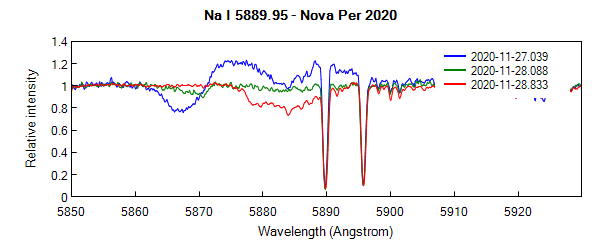 Na I 5889.95 - Nova Per 2020
1.4
1.2
1
0.8
0.6
0.4
0.2
0
Relative intensity
2020-11-27.039
2020-11-28.088
2020-11-28.833
5850 5860 5870 5880 5890 5900 5910 5920
Wavelength (Angstrom)